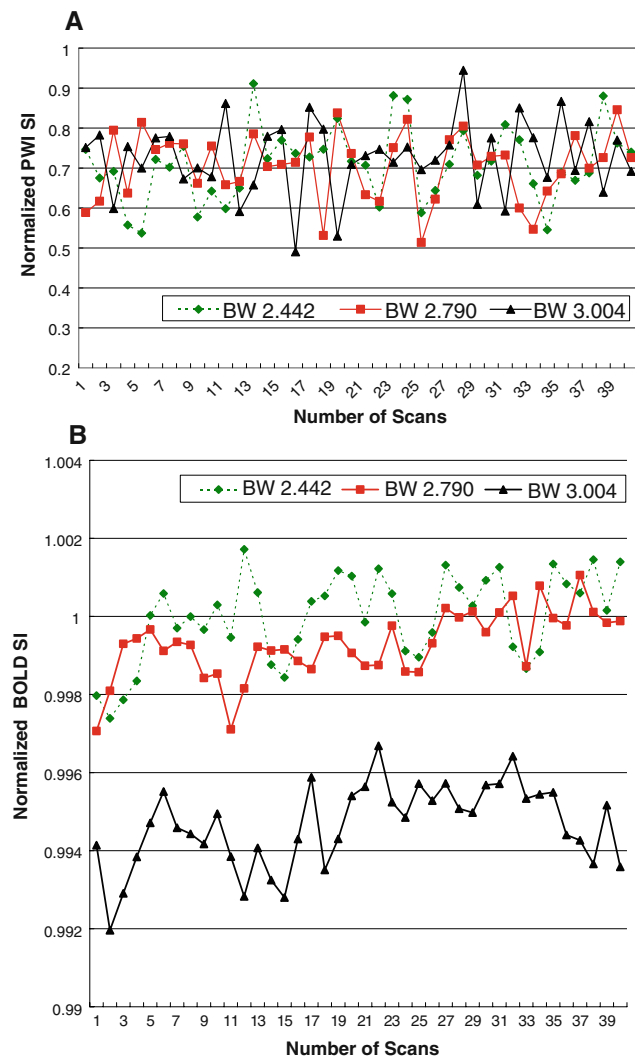 A
Normalized PWI SI
1
0.9
0.8
0.7
0.6
0.5
0.4
0.3
0.2
BW 2.442 BW 2.790 BW 3.004
1 3 5 7 9 11 13 15 17 19 21 23 25 27 29 31 33 35 37 39
Number of Scans
B
Normalized BOLD SI
1.004
1.002
1
0.998
0.996
0.994
0.992
0.99
BW 2.442 BW 2.790 BW 3.004
1 3 5 7 9 11 13 15 17 19 21 23 25 27 29 31 33 35 37 39
Number of Scans